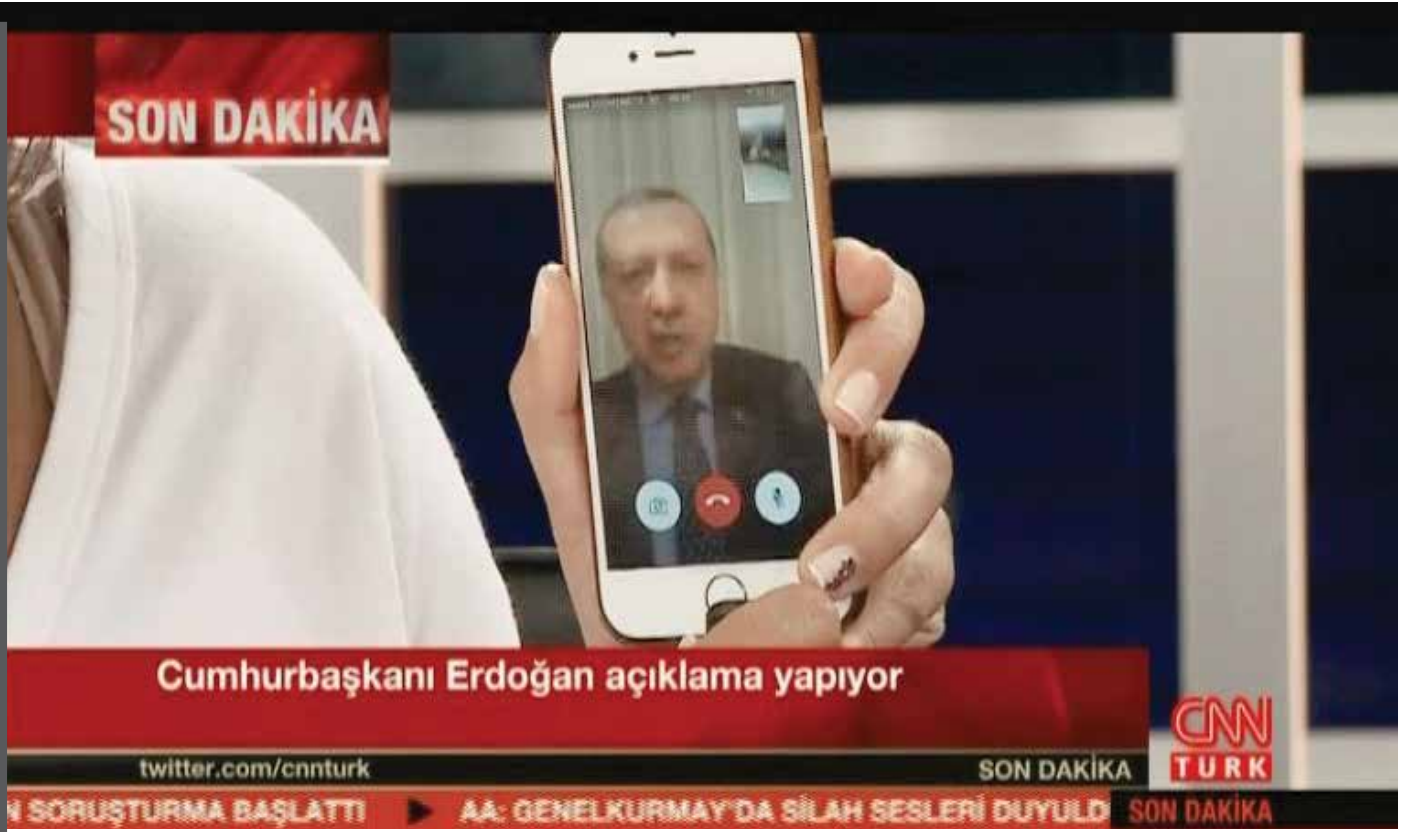 SON DAKİKA
Cumhurbaşkanı Erdoğan açıklama yapıyor
CNN
TURK
twitter.com/cnnturk
SON DAKİKA
SORUŞTURMA BAŞLATTI ▶ AA: GENELKURMAY'DA SİLAH SESLERİ DUYULD
SON DAKİKA